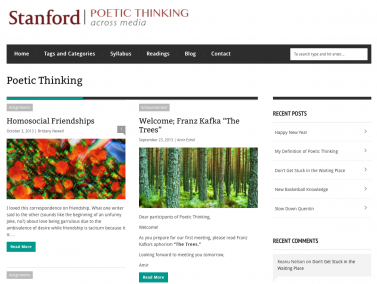 Stanford | POETIC THINKING
across media
Home Tags and Categories Syllabus Readings Blog Contact
To search type and hit enter...
Poetic Thinking
Assignments
Homosocial Friendships
October 3, 2013 | Brittany Newell
I loved this correspondence on friendship. What one writer
said to the other (sounds like the beginning of an unfunny
joke, no?) about love being garrulous due to the
ambivalence of desire while friendship is taciturn because it
is ...
Read More
Assignments
Announcement
Welcome; Franz Kafka "The
Trees"
September 23, 2013 | Amir Eshel
Dear participants of Poetic Thinking,
Welcome!
As you prepare for our first meeting, please read Franz
Kafka's aphorism "The Trees."
Looking forward to meeting you tomorrow,
Amir
Read More
RECENT POSTS
Happy New Year
My Definition of Poetic Thinking
Don't Get Stuck in the Waiting Place
New Basketball Knowledge
Slow Down Quentin
RECENT COMMENTS
Nelson on Don't Get Stuck in the
Waiting Place